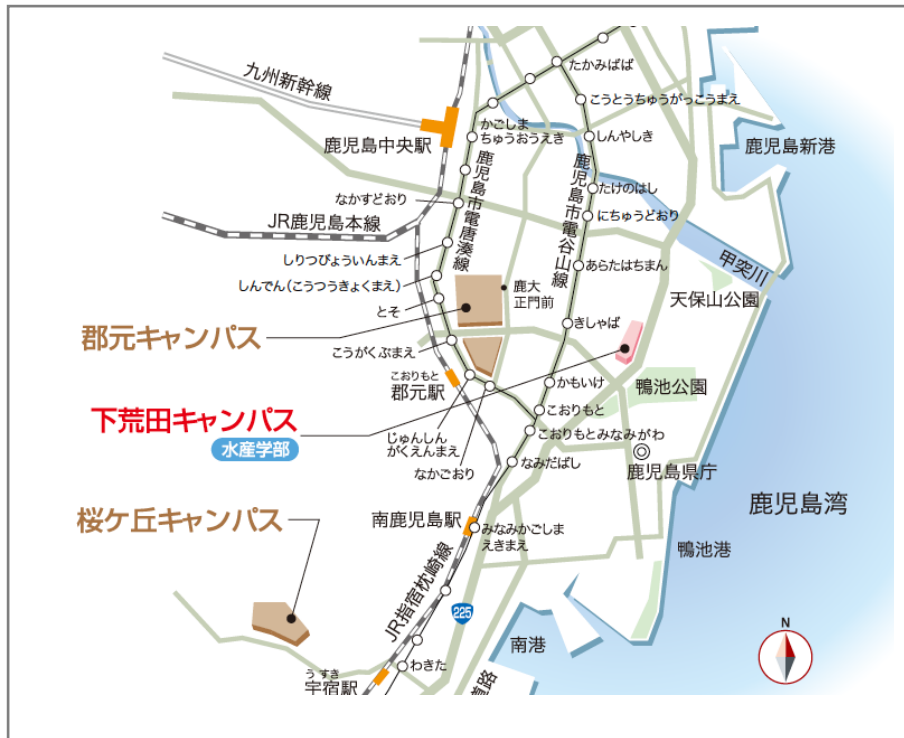 九州新幹線
鹿児島中央駅
かごしま
ちゅうおうえき
たかみばば
こうとうちゅうがっこうまえ
しんやしき
鹿児島新港
鹿児島市電唐湊線
鹿児島市電谷山線
たけのはし
にちゅうどおり
なかすどおり
JR鹿児島本線
しりつびょういんまえ
しんでん(こうつうきょくまえ)
とそ
あらたはちまん
甲突川
天保山公園
鹿大
正門前
きしゃば
郡元キャンパス
こうがくぶまえ
こおりもと
郡元駅
かもいけ
鴨池公園
下荒田キャンパス
水産学部
じゅんしん
がくえんまえ
なかごおり
こおりもと
こおりもとみなみがわ
なみだばし
鹿児島県庁
鹿児島湾
桜ケ丘キャンパス
南鹿児島駅
みなみかごしま
えきまえ
鴨池港
JR指宿枕崎線
225
南港
N
わきた
うすき
宇宿駅
道路